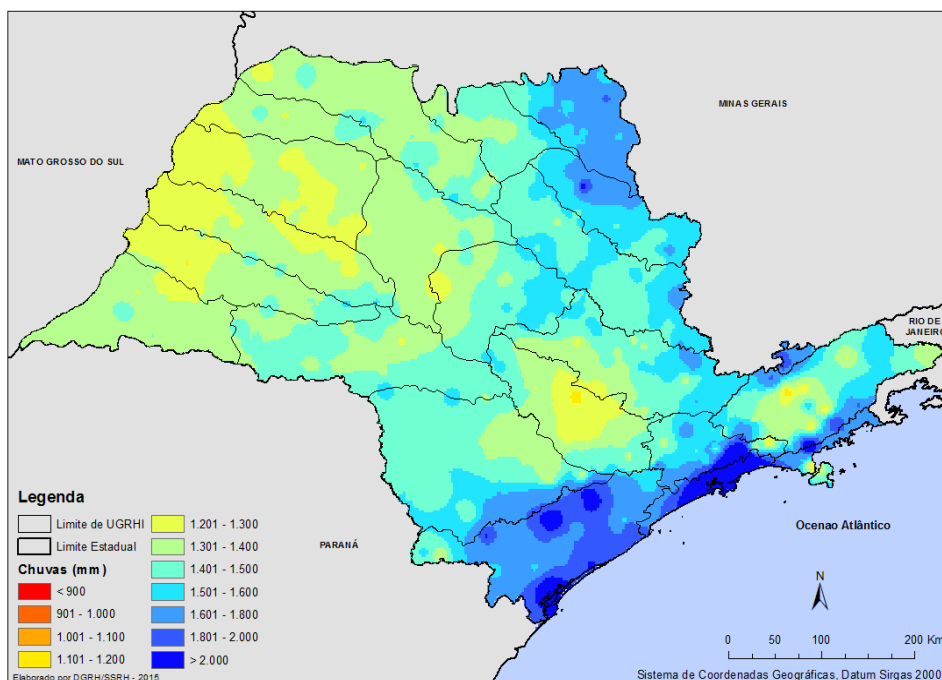 MINAS GERAIS
MATO GROSSO DO SUL
RIO DE
JANEIRO
Ocenao Atlântico
PARANÁ
Legenda
Limite de UGRHI
Limite Estadual
Chuvas (mm)
< 900
901 - 1.000
1.001 - 1.100
1.101 - 1.200
1.201 - 1.300
1.301 - 1.400
1.401 - 1.500
1.501 - 1.600
1.601 - 1.800
1.801 - 2.000
> 2.000
N
0 50 100 200 Km
Elaborado por DGRH/SSRH - 2015
Sistema de Coordenadas Geográficas, Datum Sirgas 2000